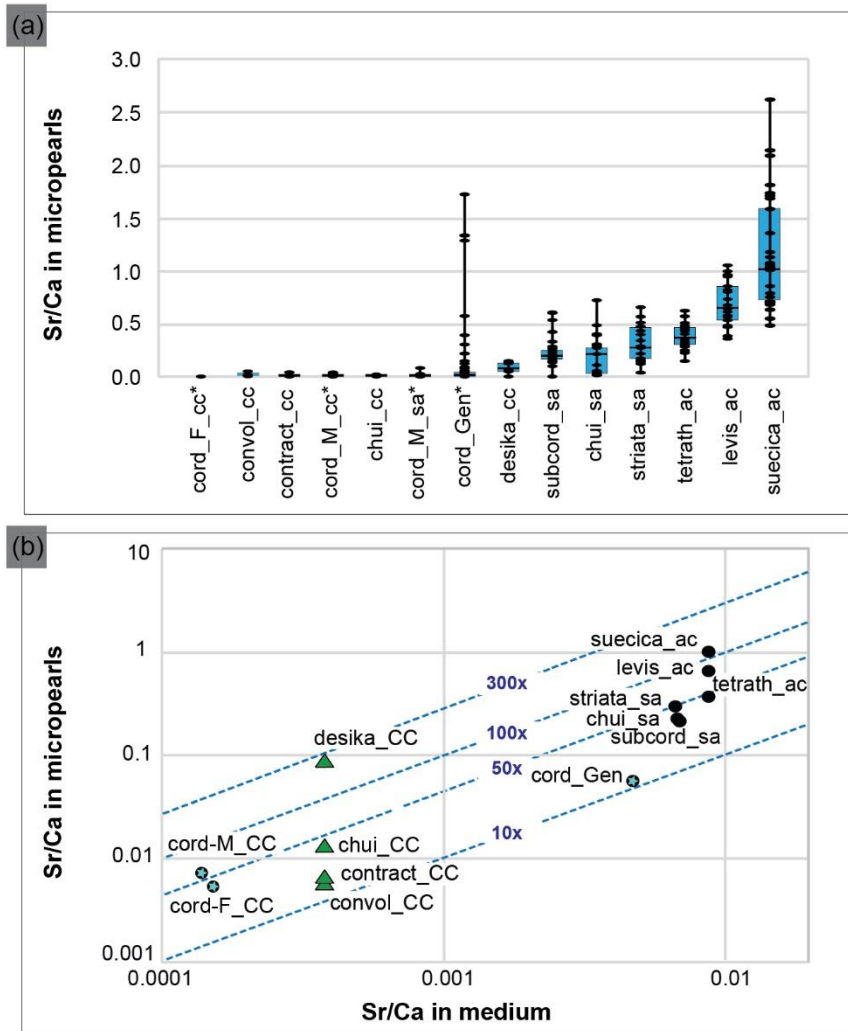 (a)
3.0
2.5
2.0
1.5
1.0
0.5
0.0
Sr/Ca in micropearls
cord_F_cc*
convol_cc
contract_cc
cord_M_cc*
chui_cc
cord_M_sa*
cord_Gen*
desika_cc
subcord_sa
chui_sa
striata_sa
tetrath_ac
levis_ac
suecica_ac
(b)
10
1
0.1
0.01
0.001
Sr/Ca in micropearls
suecica_ac
300x
levis_ac
tetrath_ac
striata_sa
100x
chui_sa
desika_CC
subcord_sa
50x
cord_Gen
cord-M_CC
chui_CC
10x
contract_CC
cord-F_CC
convol_CC
0.0001
0.001
0.01
Sr/Ca in medium